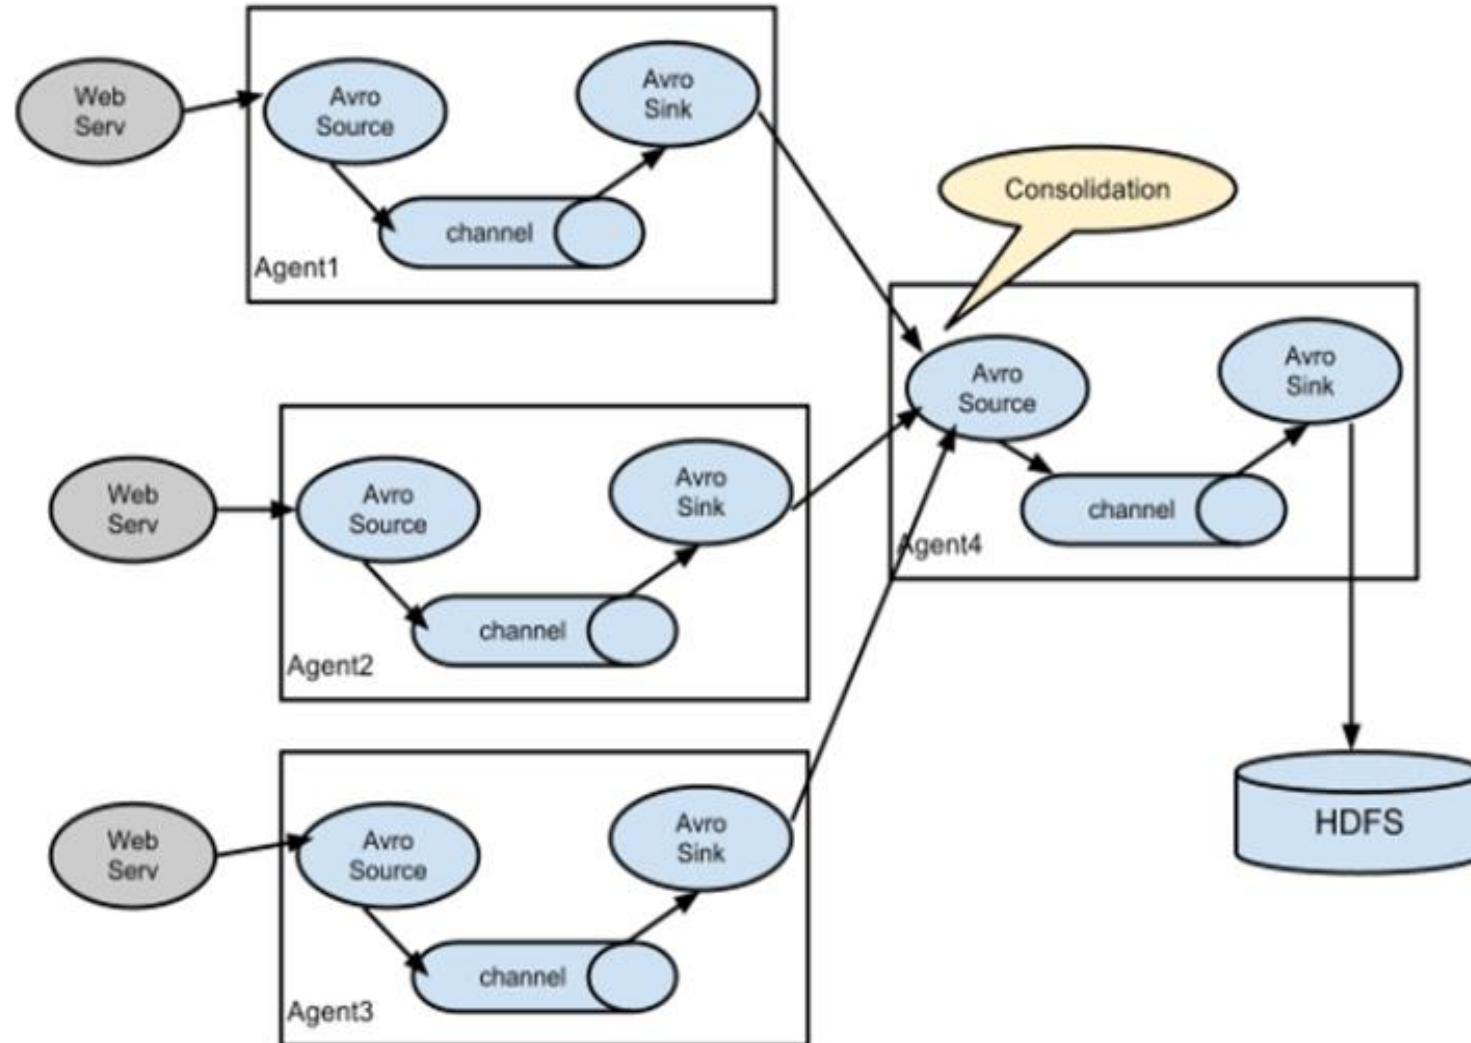 Web
Serv
Avro
Source
Avro
Sink
channel
Agent1
Consolidation
Avro
Source
Avro
Sink
channel
Agent4
Web
Serv
Avro
Source
Avro
Sink
channel
Agent2
Web
Serv
Avro
Source
Avro
Sink
channel
Agent3
HDFS